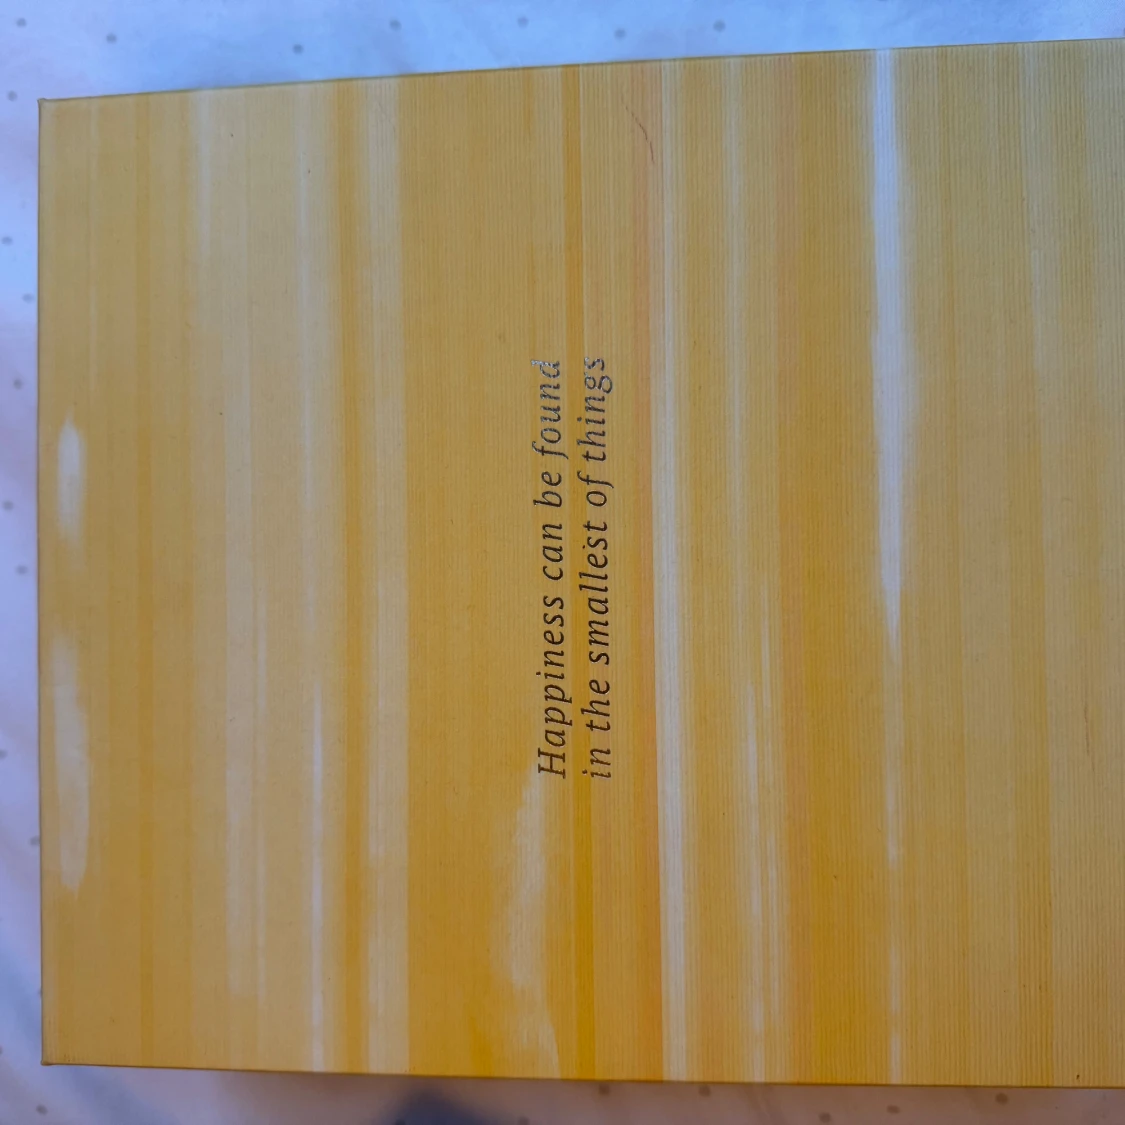 Happiness can be found
in the smallest of things